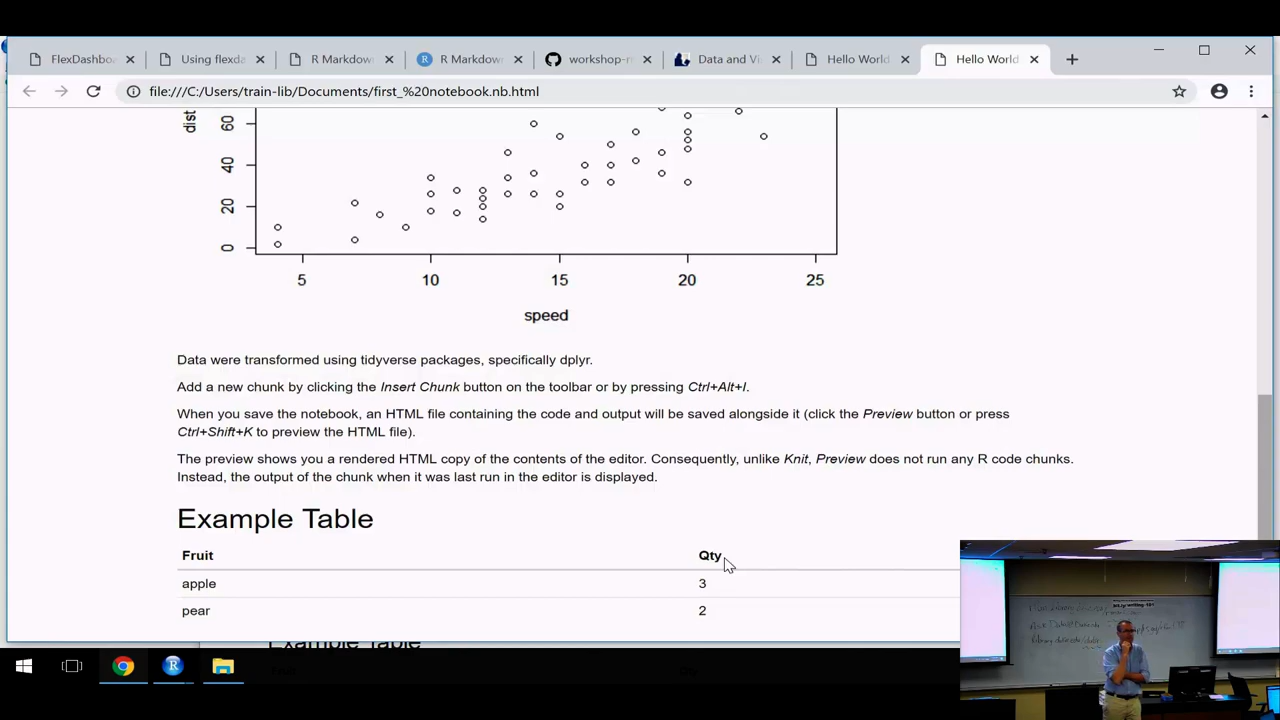 FlexDashboa
Using flexda
R Markdow
R Markdow
workshop-r
Data and Vi
Hello World
Hello World
file:///C:/Users/train-lib/Documents/first_%20notebook.nb.html
dist
60
40
20
0
5 10 15 20 25
speed
Data were transformed using tidyverse packages, specifically dplyr.
Add a new chunk by clicking the Insert Chunk button on the toolbar or by pressing Ctrl+Alt+I.
When you save the notebook, an HTML file containing the code and output will be saved alongside it (click the Preview button or press
Ctrl+Shift+K to preview the HTML file).
The preview shows you a rendered HTML copy of the contents of the editor. Consequently, unlike Knit, Preview does not run any R code chunks.
Instead, the output of the chunk when it was last run in the editor is displayed.
Example Table
Fruit Qty
apple 3
pear 2
Example Table
Fruit Qty